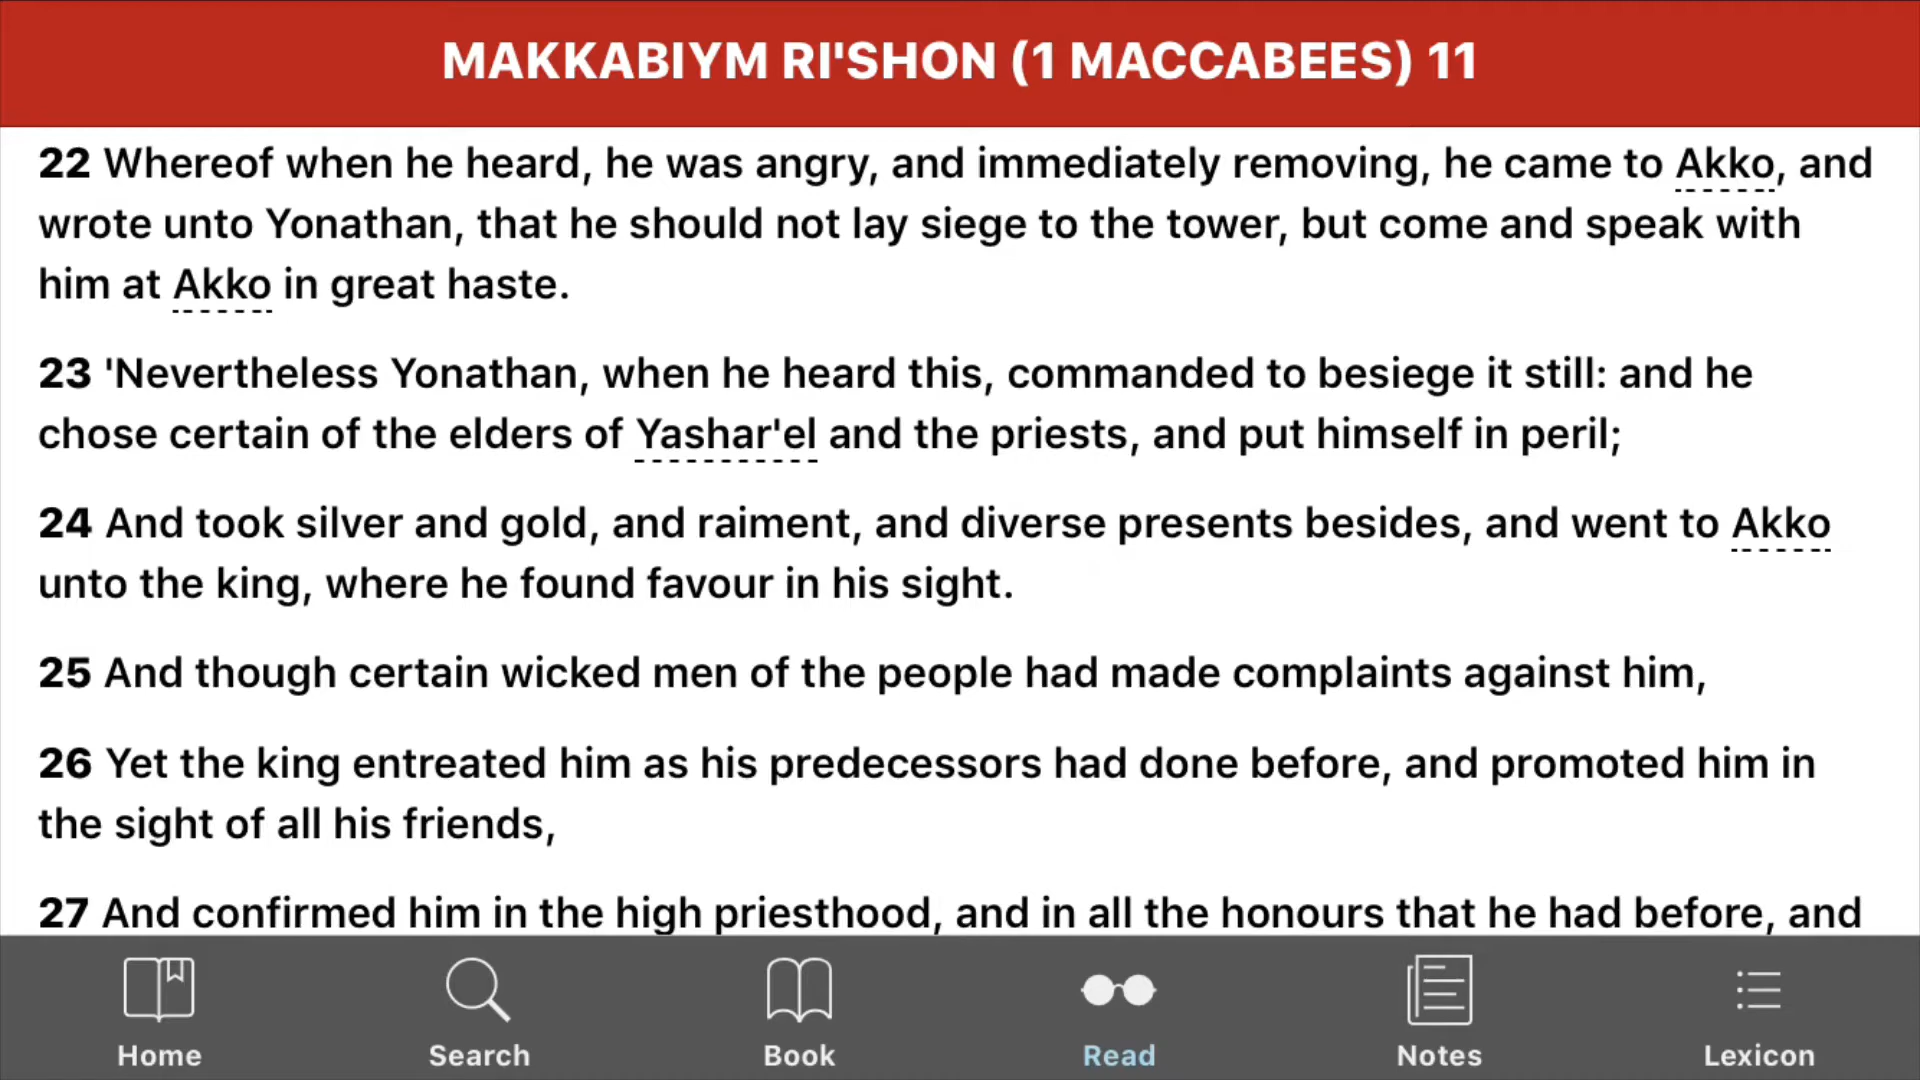 MAKKABIYM RI'SHON (1 MACCABEES) 11
22 Whereof when he heard, he was angry, and immediately removing, he came to Akko, and
wrote unto Yonathan, that he should not lay siege to the tower, but come and speak with
him at Akko in great haste.
23 'Nevertheless Yonathan, when he heard this, commanded to besiege it still: and he
chose certain of the elders of Yashar'el and the priests, and put himself in peril;
24 And took silver and gold, and raiment, and diverse presents besides, and went to Akko
unto the king, where he found favour in his sight.
25 And though certain wicked men of the people had made complaints against him,
26 Yet the king entreated him as his predecessors had done before, and promoted him in
the sight of all his friends,
27 And confirmed him in the high priesthood, and in all the honours that he had before, and
Home Search Book Read Notes Lexicon